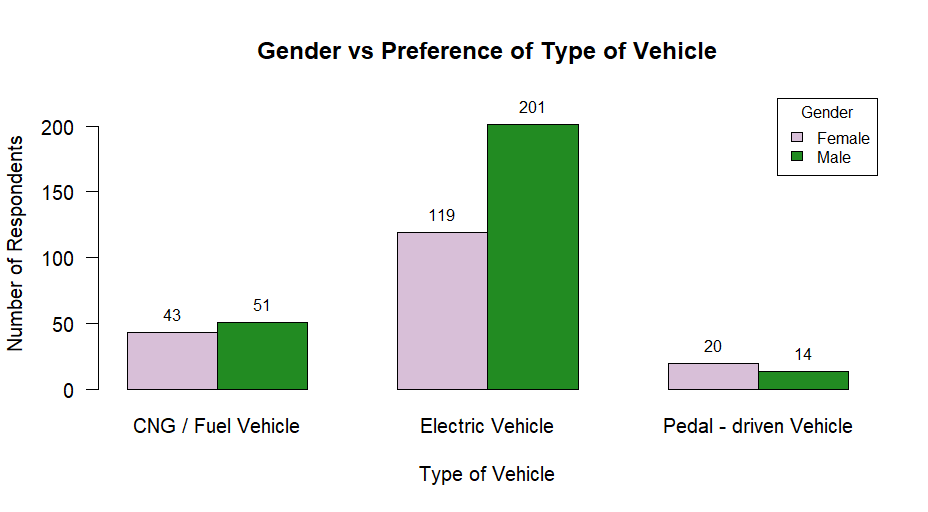 Gender vs Preference of Type of Vehicle
Gender
Female
Male
Number of Respondents
200
150
100
50
0
43
51
119
201
20
14
CNG / Fuel Vehicle
Electric Vehicle
Pedal - driven Vehicle
Type of Vehicle